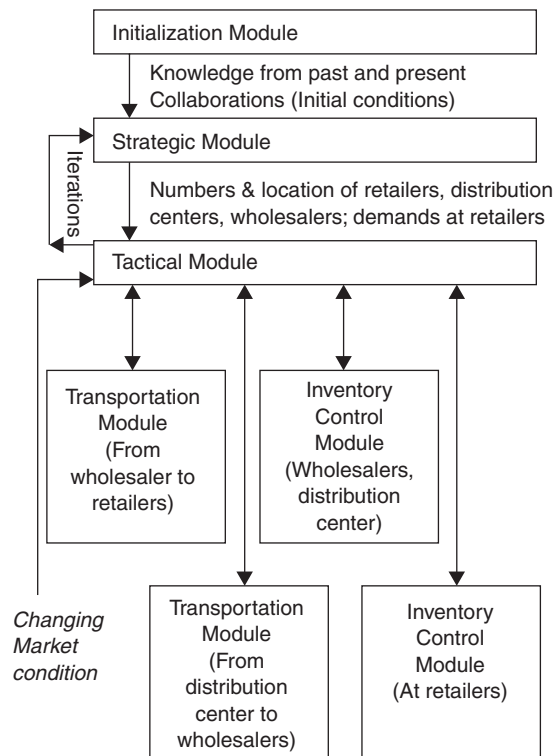 Initialization Module
Knowledge from past and present
Collaborations (Initial conditions)
Strategic Module
Iterations
Numbers & location of retailers, distribution
centers, wholesalers; demands at retailers
Tactical Module
Transportation
Module
(From
wholesaler to
retailers)
Inventory
Control
Module
(Wholesalers,
distribution
center)
Changing
Market
condition
Transportation
Module
(From
distribution
center to
wholesalers)
Inventory
Control
Module
(At retailers)